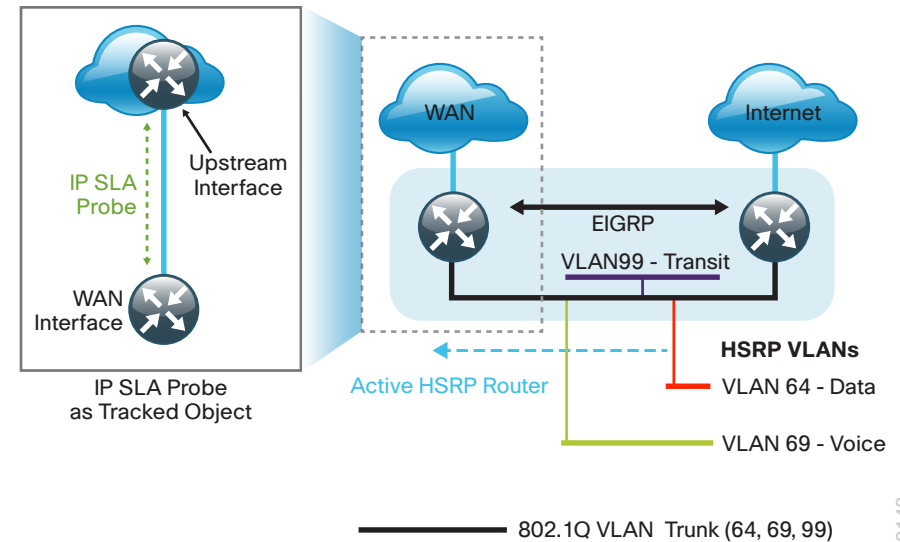 Upstream
Interface
IP SLA
Probe
WAN
Interface
IP SLA Probe
as Tracked Object
WAN
Internet
EIGRP
VLAN99 - Transit
HSRP VLANs
Active HSRP Router
VLAN 64 - Data
VLAN 69 - Voice
802.1Q VLAN Trunk (64, 69, 99)